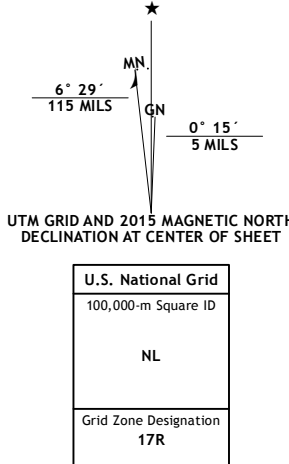 MN.
GN
6° 29´
115 MILS
0° 15´
5 MILS
UTM GRID AND 2015 MAGNETIC NORTH
DECLINATION AT CENTER OF SHEET
U.S. National Grid
100,000-m Square ID
NL
Grid Zone Designation
17R